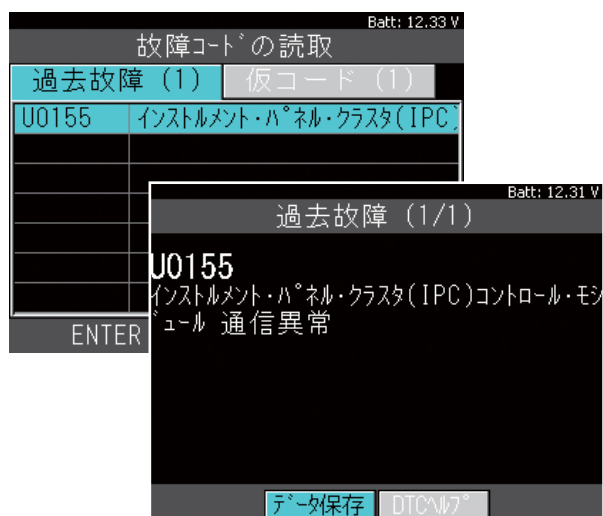 Batt: 12.33 V
故障ｺｰﾄﾞの読取
過去故障 (1) 仮コード (1)
U0155 ｲﾝｽﾄﾙﾒﾝﾄ･ﾊﾟﾈﾙ･ｸﾗｽﾀ(IPC)
ENTER
Batt: 12.31 V
過去故障 (1/1)
U0155
ｲﾝｽﾄﾙﾒﾝﾄ･ﾊﾟﾈﾙ･ｸﾗｽﾀ(IPC)ｺﾝﾄﾛｰﾙ･ﾓｼ
ﾞｭｰﾙ 通信異常
ﾃﾞｰﾀ保存 DTCﾍﾙﾌﾟ